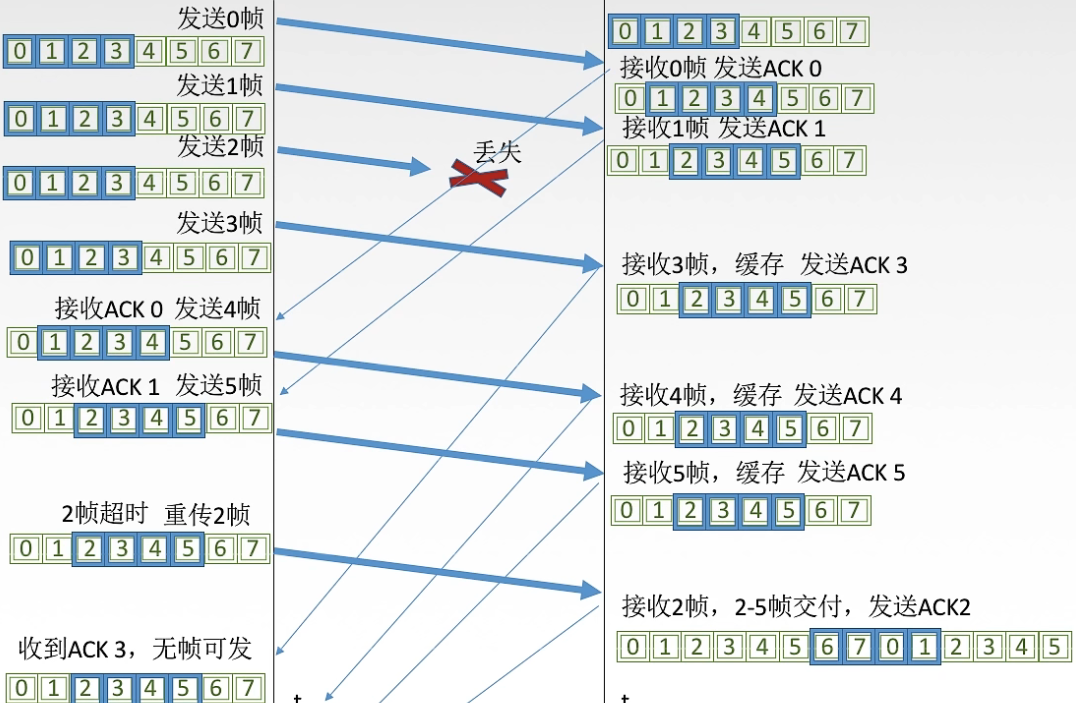 发送0帧
0 1 2 3 4 5 6 7
发送1帧
0 1 2 3 4 5 6 7
发送2帧
0 1 2 3 4 5 6 7
发送3帧
0 1 2 3 4 5 6 7
接收ACK 0 发送4帧
0 1 2 3 4 5 6 7
接收ACK 1 发送5帧
0 1 2 3 4 5 6 7
2帧超时 重传2帧
0 1 2 3 4 5 6 7
收到ACK 3，无帧可发
0 1 2 3 4 5 6 7
丢失
t
0 1 2 3 4 5 6 7
接收0帧 发送ACK 0
0 1 2 3 4 5 6 7
接收1帧 发送ACK 1
0 1 2 3 4 5 6 7
接收3帧，缓存 发送ACK 3
0 1 2 3 4 5 6 7
接收4帧，缓存 发送ACK 4
0 1 2 3 4 5 6 7
接收5帧，缓存 发送ACK 5
0 1 2 3 4 5 6 7
接收2帧，2-5帧交付，发送ACK2
0 1 2 3 4 5 6 7 0 1 2 3 4 5
t